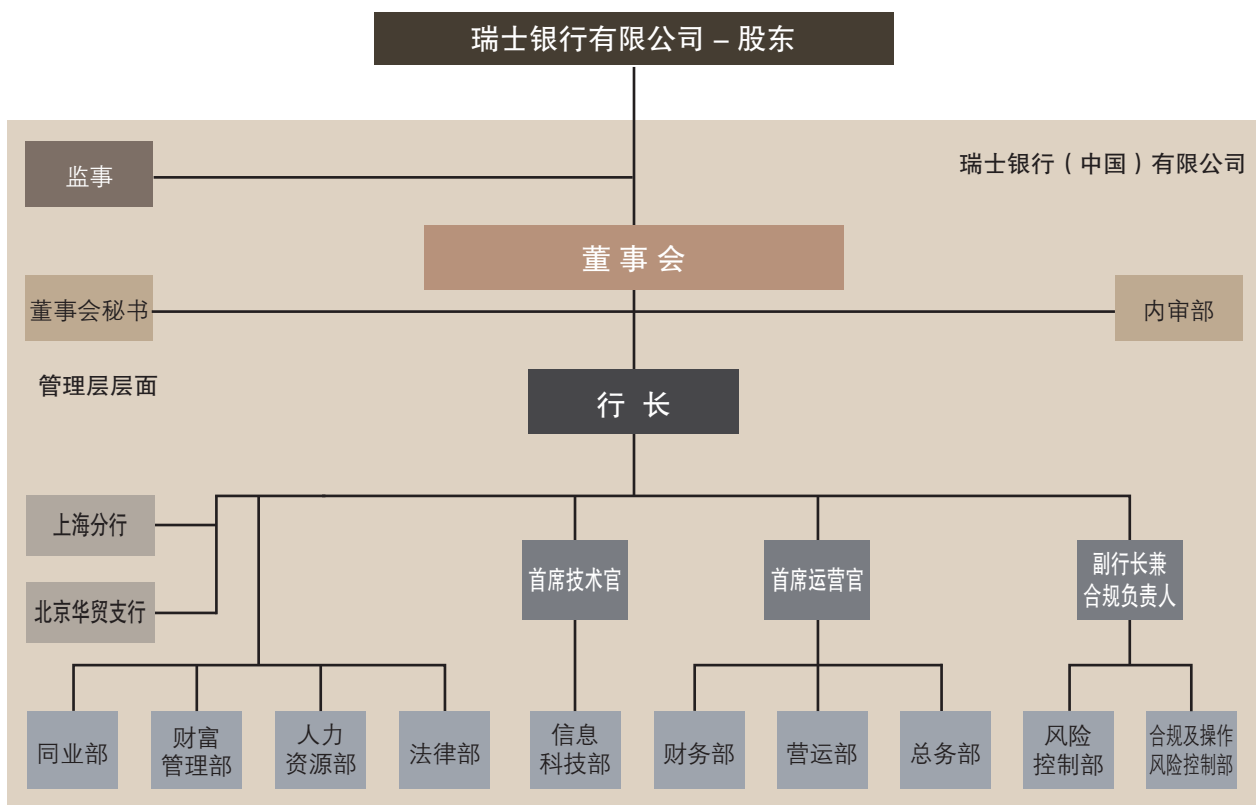 瑞士银行有限公司 – 股东
监事
瑞士银行（中国）有限公司
董事会
董事会秘书
内审部
管理层层面
行 长
上海分行
北京华贸支行
首席技术官
首席运营官
副行长兼
合规负责人
同业部
财富
管理部
人力
资源部
法律部
信息
科技部
财务部
营运部
总务部
风险
控制部
合规及操作
风险控制部